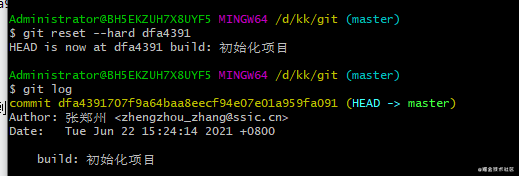 Administrator@BH5EKZUH7X8UYF5 MINGW64 /d/kk/git (master)
$ git reset --hard dfa4391
HEAD is now at dfa4391 build: 初始化项目
Administrator@BH5EKZUH7X8UYF5 MINGW64 /d/kk/git (master)
$ git log
commit dfa4391707f9a64baa8eecf94e07e01a959fa091 (HEAD -> master)
Author: 张郑州 <zhengzhou_zhang@ssic.cn>
Date:   Tue Jun 22 15:24:14 2021 +0800
build: 初始化项目
@掘金技术社区